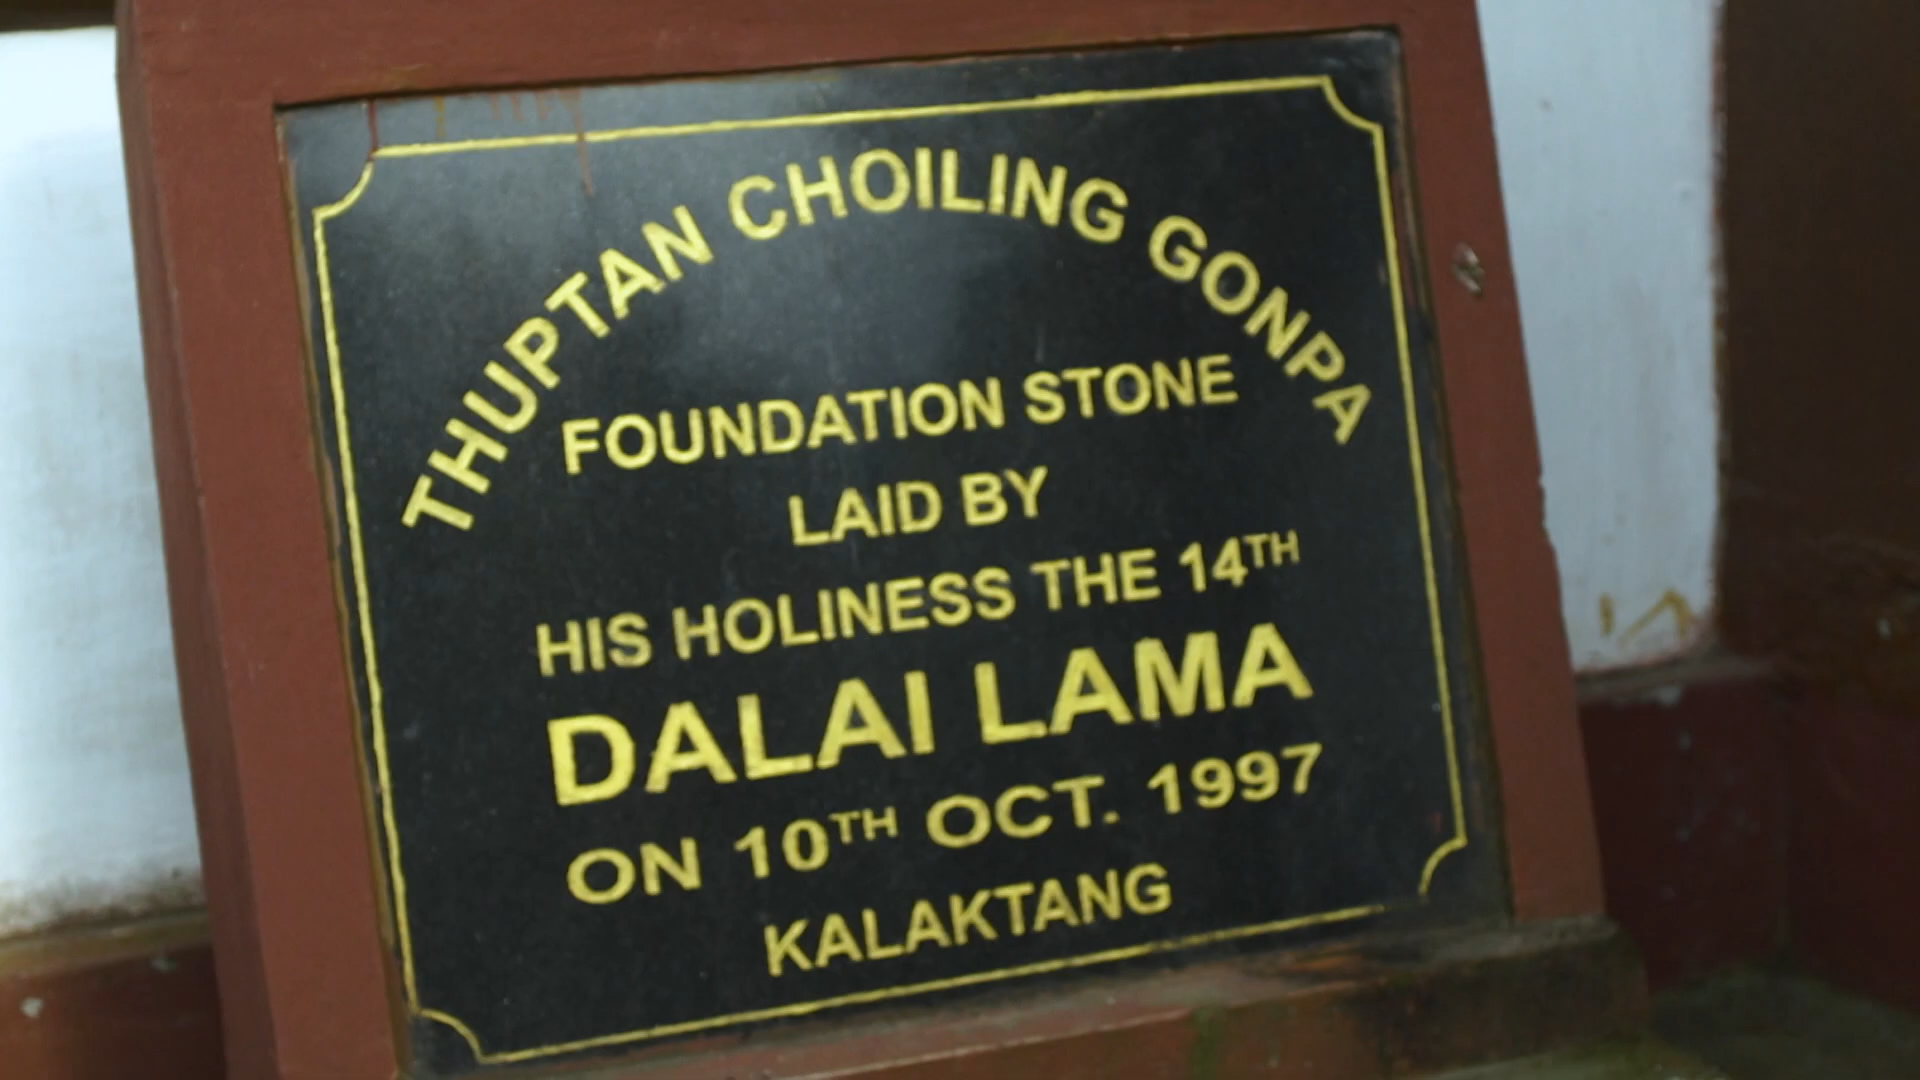 THUPTAN CHOILING GONPA
FOUNDATION STONE
LAID BY
HIS HOLINESS THE 14TH
DALAI LAMA
ON 10TH OCT. 1997
KALAKTANG